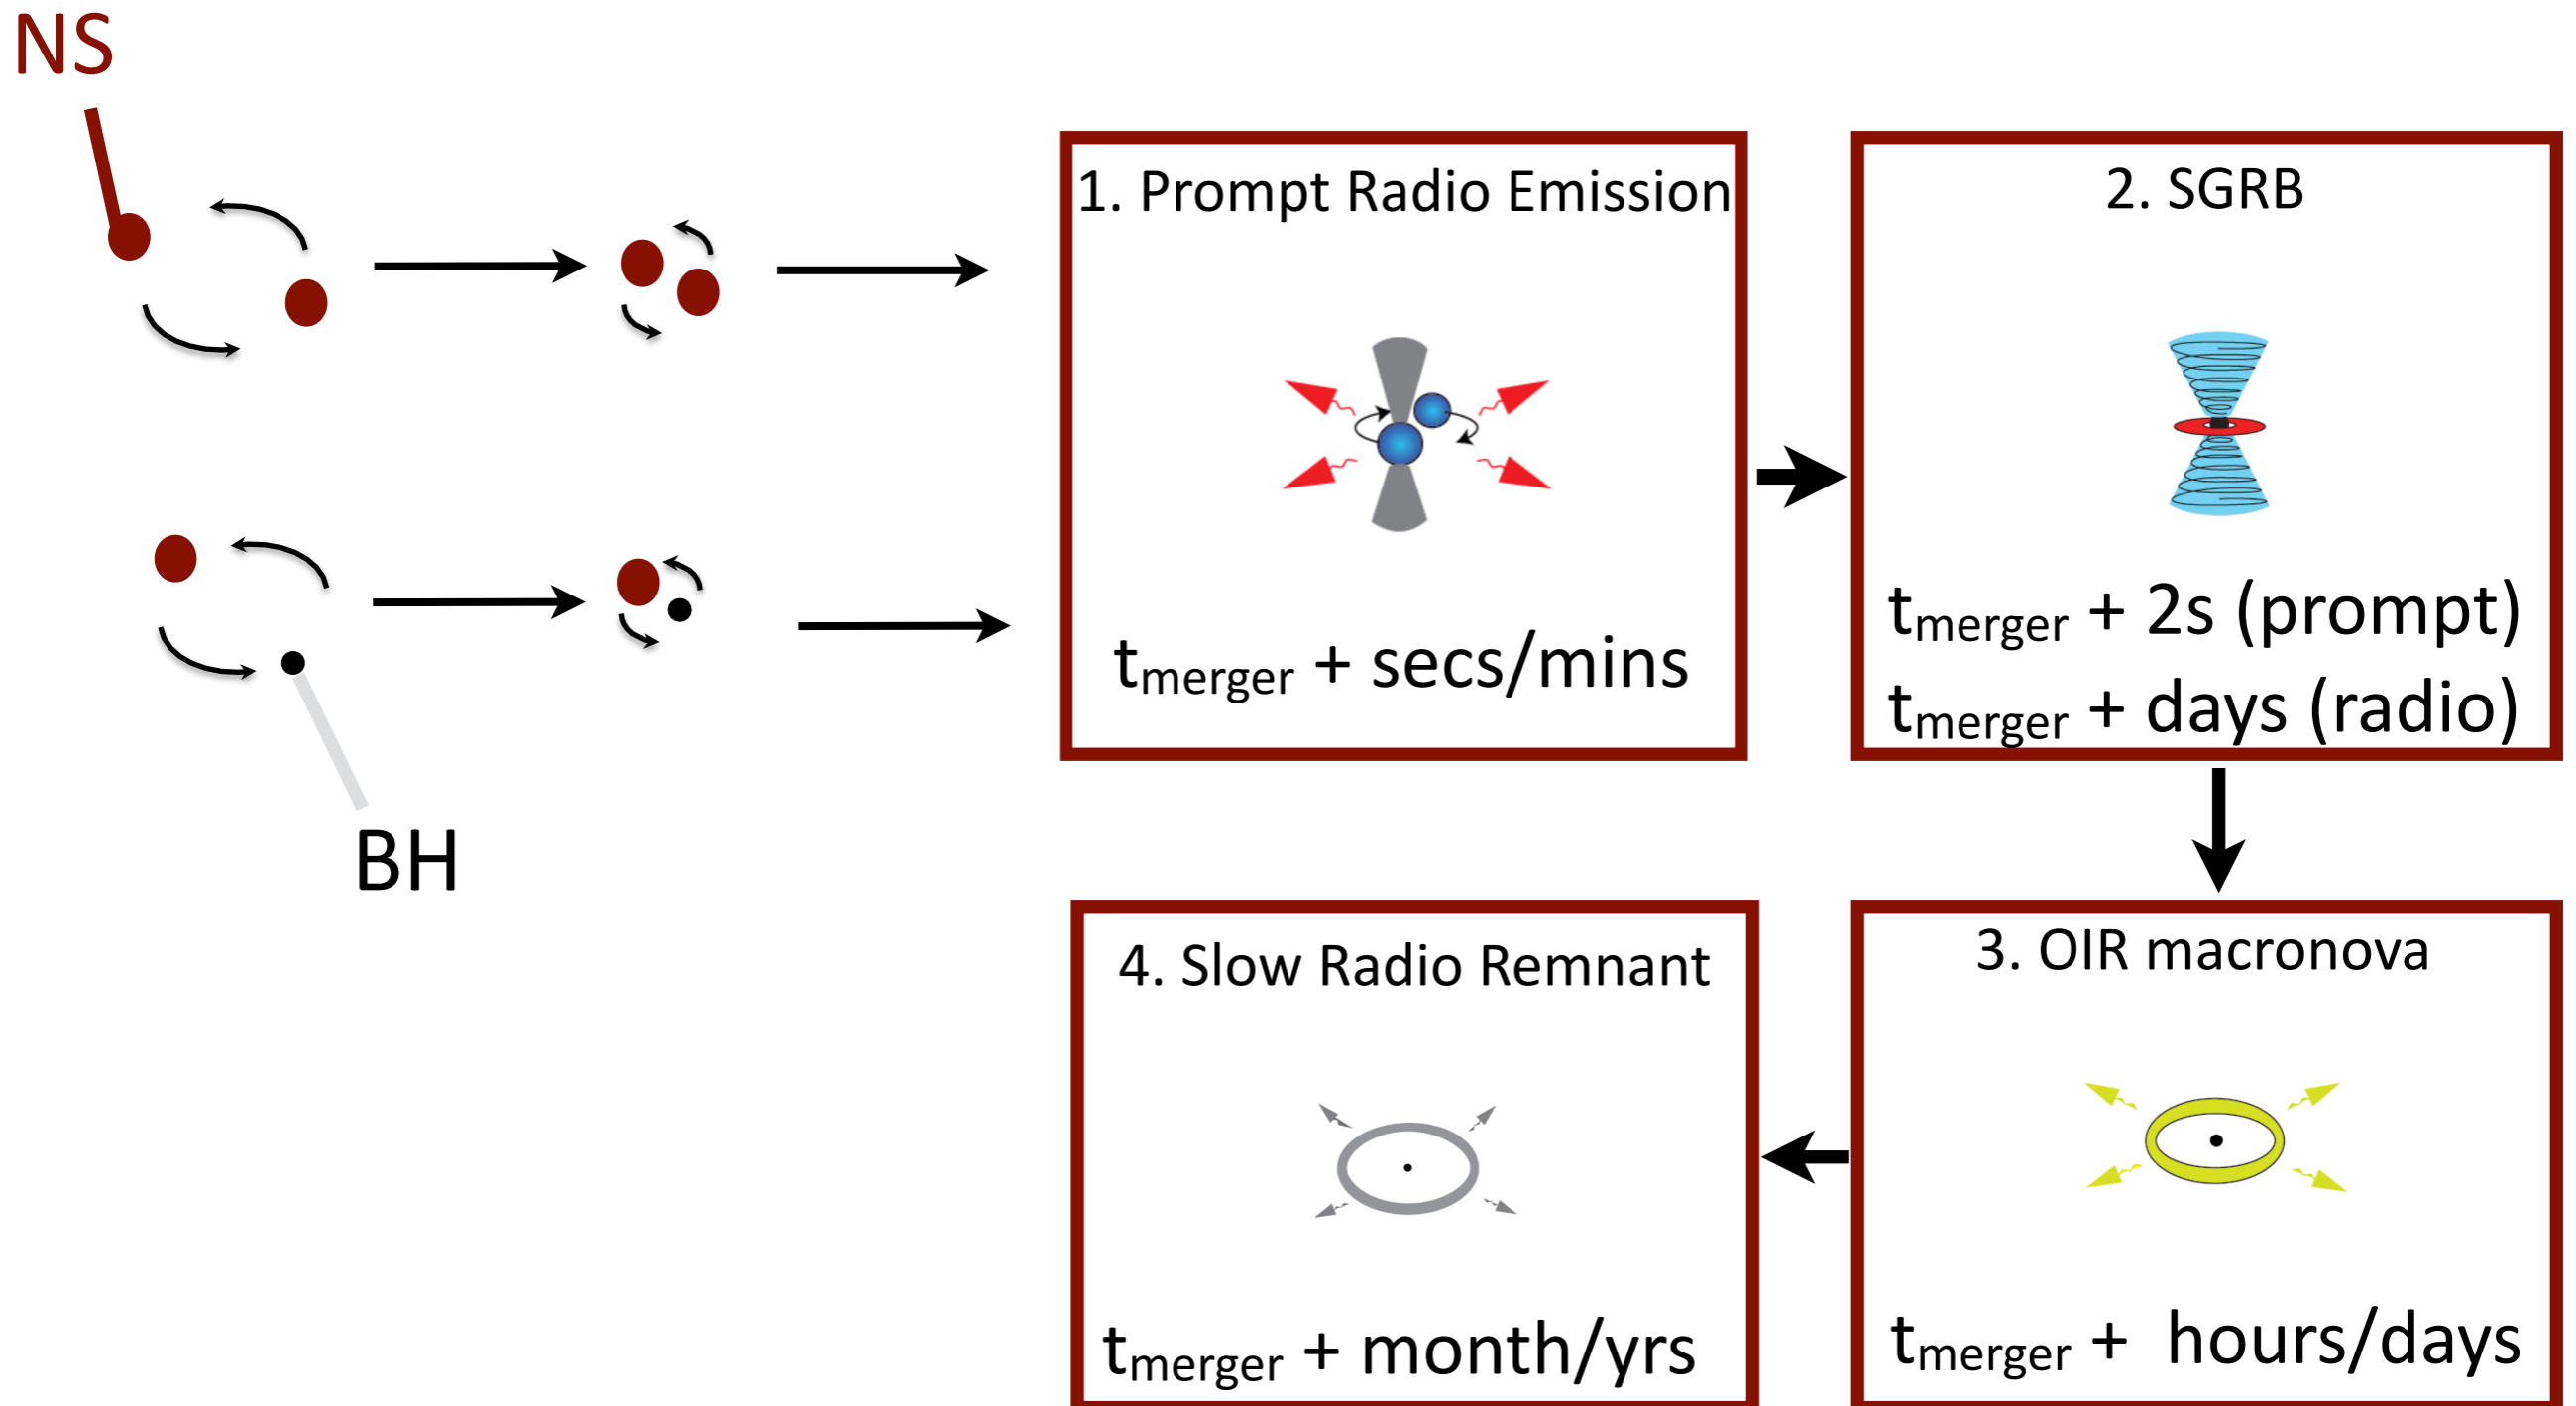 NS
BH
1. Prompt Radio Emission
tmerger + secs/mins
2. SGRB
tmerger + 2s (prompt)
tmerger + days (radio)
3. OIR macronova
tmerger + hours/days
4. Slow Radio Remnant
tmerger + month/yrs